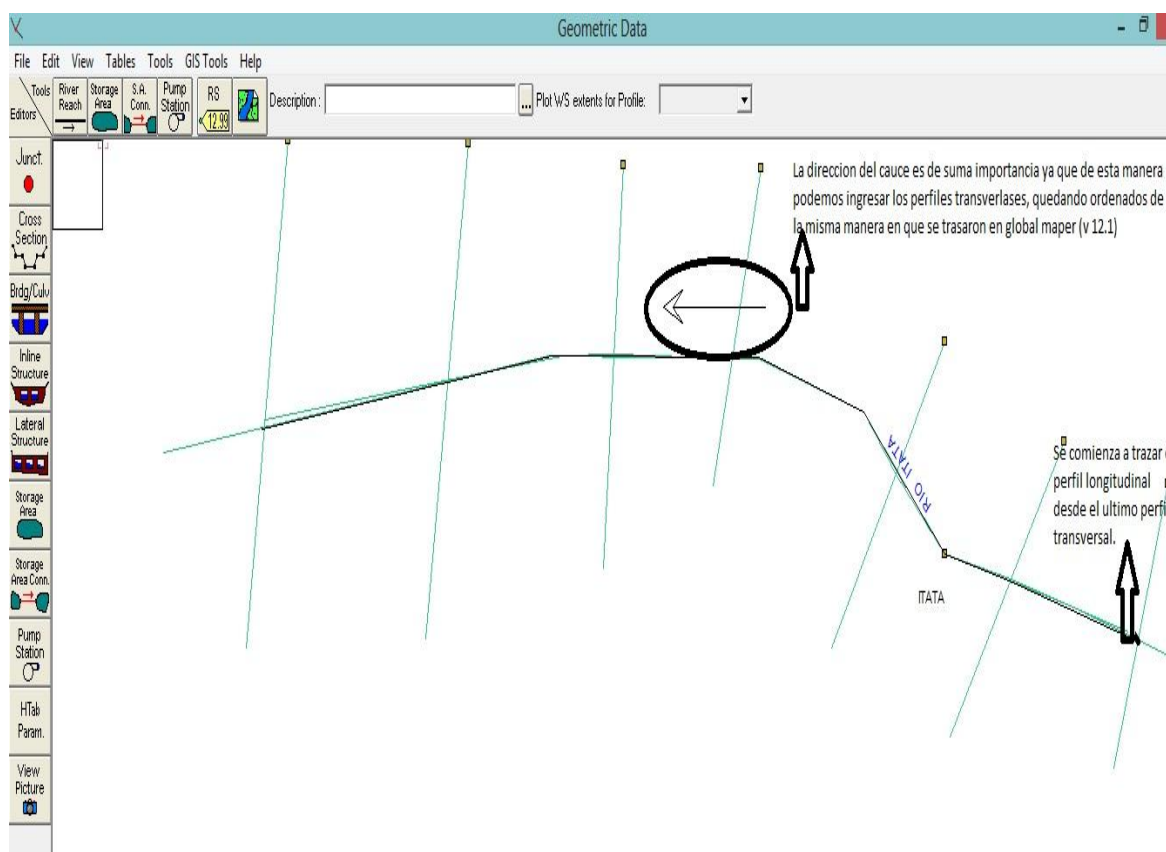 Geometric Data
File Edit View Tables Tools GIS Tools Help
Tools
Editors
River
Reach
Storage
Area
S.A.
Conn.
Pump
Station
RS
12.99
Description :
...
Plot WS extents for Profile:
Junct.
Cross
Section
Brdg/Culv
Inline
Structure
Lateral
Structure
Storage
Area
Storage
Area Conn.
Pump
Station
HTab
Param.
View
Picture
La direccion del cauce es de suma importancia ya que de esta manera
podemos ingresar los perfiles transverlases, quedando ordenados de
la misma manera en que se trasaron en global maper (v 12.1)
RIO ITATA
ITATA
Se comienza a trazar
perfil longitudinal
desde el ultimo perfi
transversal.